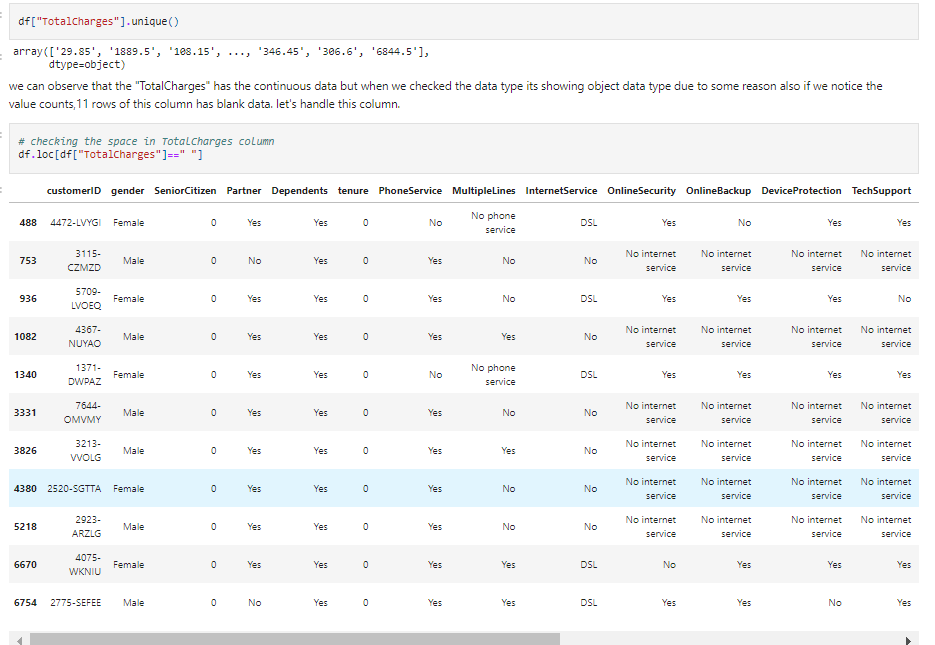 df["TotalCharges"].unique()
array(['29.85', '1889.5', '108.15', ..., '346.45', '306.6', '6844.5'],
dtype=object)
we can observe that the "TotalCharges" has the continuous data but when we checked the data type its showing object data type due to some reason also if we notice the
value counts,11 rows of this column has blank data. let's handle this column.
# checking the space in TotalCharges column
df.loc[df["TotalCharges"]==" "]
customerID gender SeniorCitizen Partner Dependents tenure PhoneService MultipleLines InternetService OnlineSecurity OnlineBackup DeviceProtection TechSupport
488 4472-LVYGI Female 0 Yes Yes 0 No No phone service DSL Yes No Yes Yes
753 3115-CZMZD Male 0 No Yes 0 Yes No No No internet service No internet service No internet service No internet service
936 5709-LVOEQ Female 0 Yes Yes 0 Yes No DSL Yes Yes Yes No
1082 4367-NUYAO Male 0 Yes Yes 0 Yes Yes No No internet service No internet service No internet service No internet service
1340 1371-DWPAZ Female 0 Yes Yes 0 No No phone service DSL Yes Yes Yes Yes
3331 7644-OMVMY Male 0 Yes Yes 0 Yes No No No internet service No internet service No internet service No internet service
3826 3213-VVOLG Male 0 Yes Yes 0 Yes Yes No No internet service No internet service No internet service No internet service
4380 2520-SGTTA Female 0 Yes Yes 0 Yes No No No internet service No internet service No internet service No internet service
5218 2923-ARZLG Male 0 Yes Yes 0 Yes No No No internet service No internet service No internet service No internet service
6670 4075-WKNIU Female 0 Yes Yes 0 Yes Yes DSL No Yes Yes Yes
6754 2775-SEFEE Male 0 No Yes 0 Yes Yes DSL Yes Yes No Yes